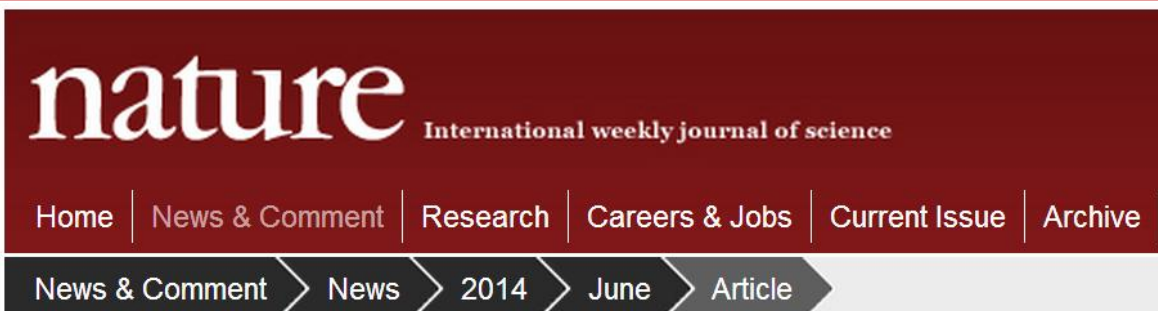 nature International weekly journal of science
Home News & Comment Research Careers & Jobs Current Issue Archive
News & Comment News 2014 June Article